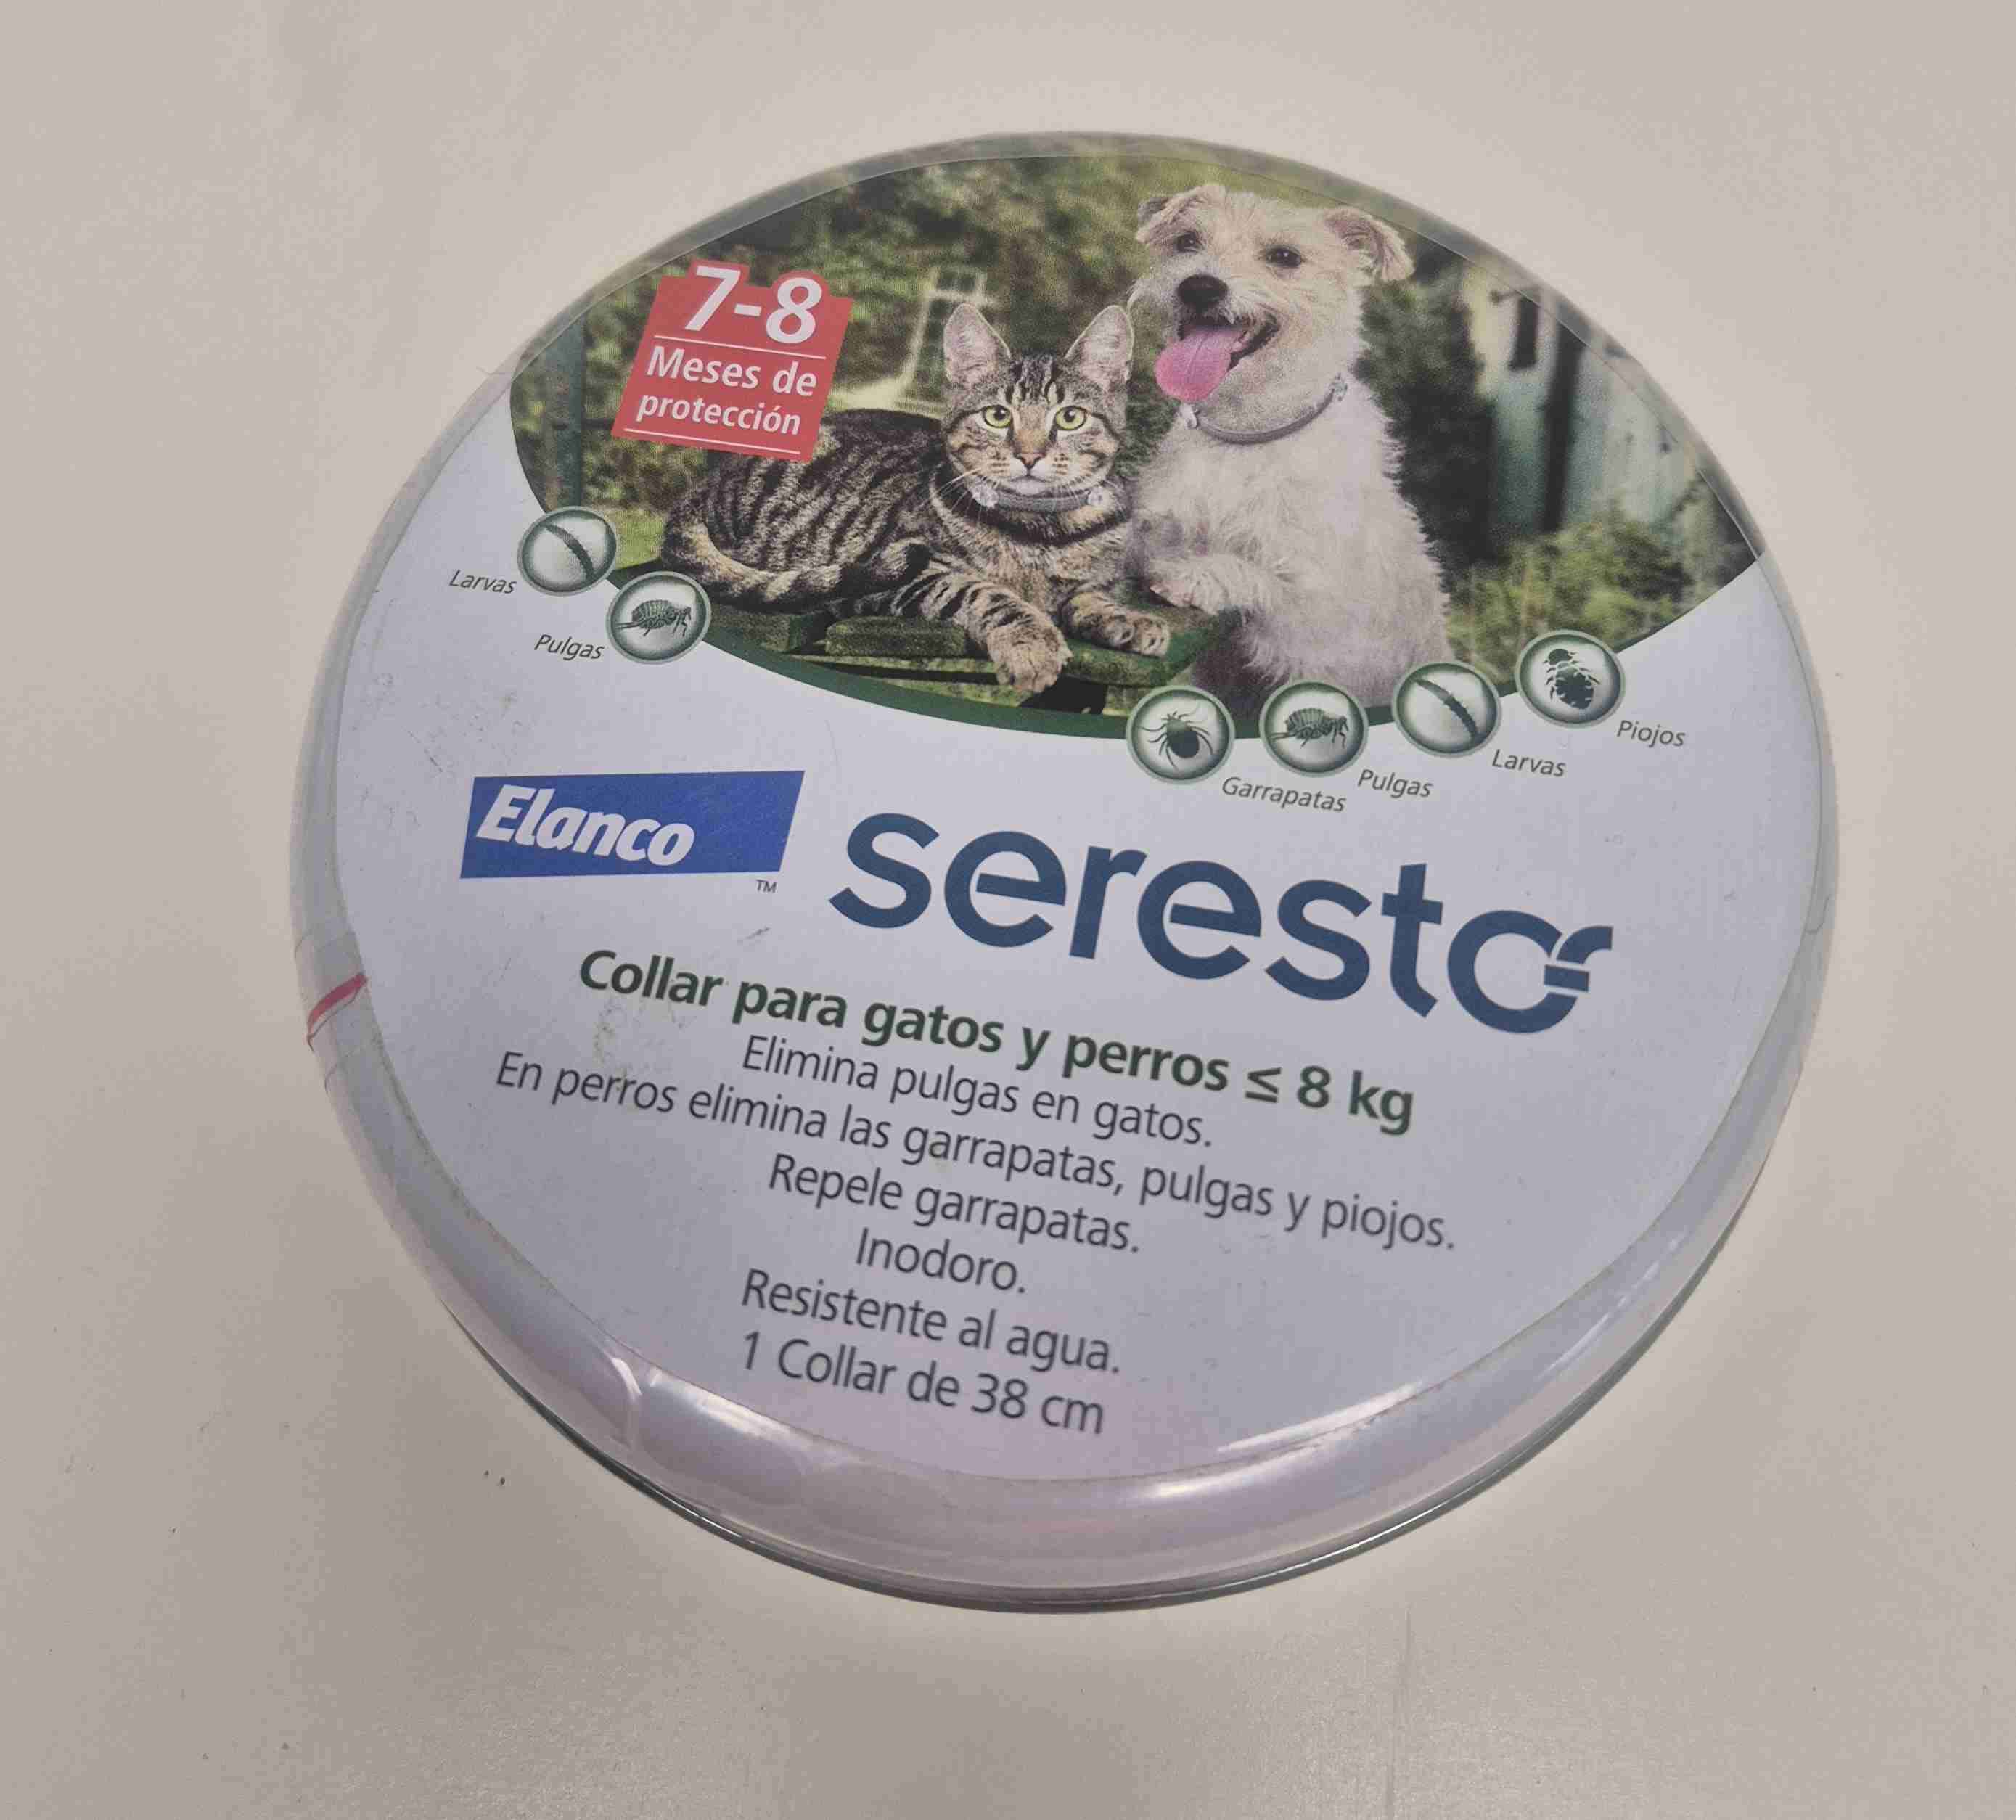 7-8
Meses de
protección
Larvas
Pulgas
Garrapatas
Pulgas
Larvas
Piojos
Elanco
TM
seresto
Collar para gatos y perros ≤ 8 kg
Elimina pulgas en gatos.
En perros elimina las garrapatas, pulgas y piojos.
Repele garrapatas.
Inodoro.
Resistente al agua.
1 Collar de 38 cm